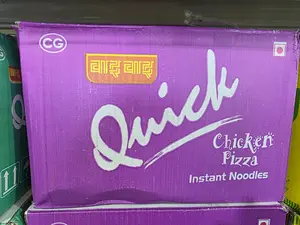 CG
वाइ वाइ
Quick
Chicken
Pizza
Instant Noodles